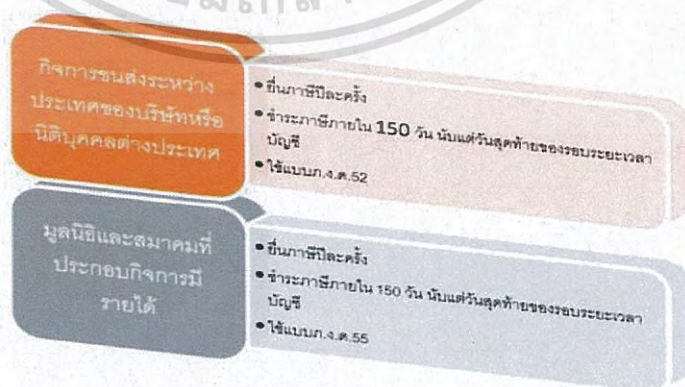 กิจการขนส่งระหว่าง
ประเทศของบริษัทหรือ
นิติบุคคลต่างประเทศ
• ยื่นภาษีปีละครั้ง
• ชำระภาษีภายใน 150 วัน นับแต่วันสุดท้ายของรอบระยะเวลา
บัญชี
• ใช้แบบภ.ง.ด.52
มูลนิธิและสมาคมที่
ประกอบกิจการมี
รายได้
• ยื่นภาษีปีละครั้ง
• ชำระภาษีภายใน 150 วัน นับแต่วันสุดท้ายของรอบระยะเวลา
บัญชี
• ใช้แบบภ.ง.ด.55